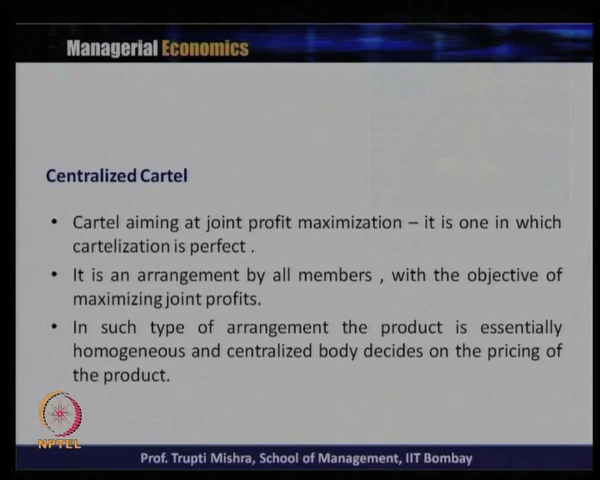 Managerial Economics
Centralized Cartel
• Cartel aiming at joint profit maximization – it is one in which
cartelization is perfect .
• It is an arrangement by all members , with the objective of
maximizing joint profits.
• In such type of arrangement the product is essentially
homogeneous and centralized body decides on the pricing of
the product.
NPTEL
Prof. Trupti Mishra, School of Management, IIT Bombay